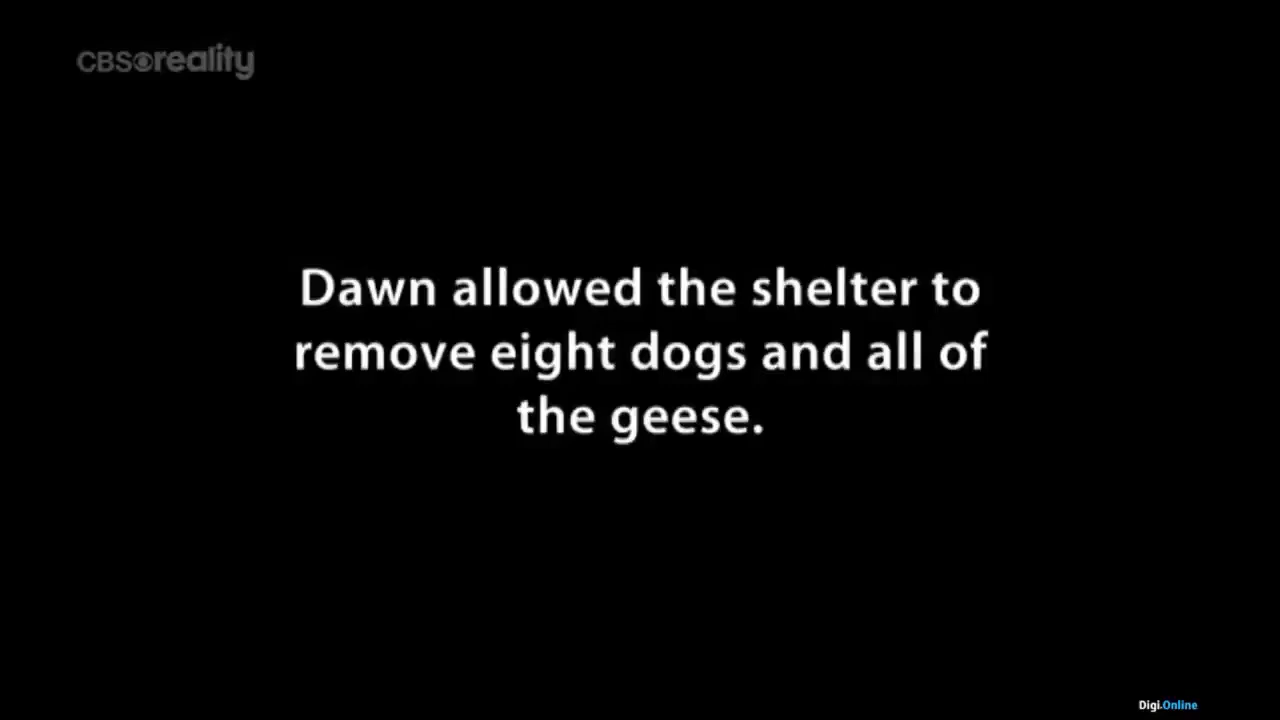 CBS reality
Dawn allowed the shelter to
remove eight dogs and all of
the geese.
Digi.Online